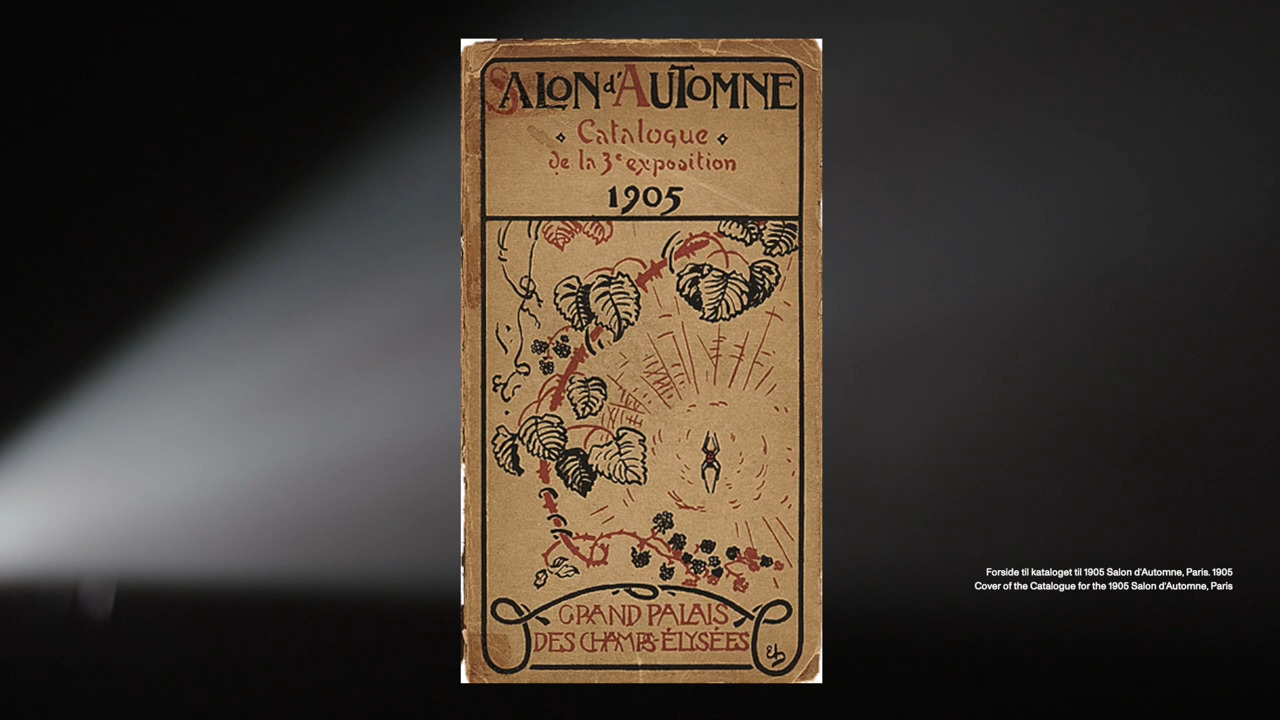 SALON d'AUTOMNE
Catalogue
de la 3e exposition
1905
GRAND PALAIS
DES CHAMPS-ÉLYSÉES
Forside til kataloget til 1905 Salon d'Automne, Paris. 1905
Cover of the Catalogue for the 1905 Salon d'Automne, Paris